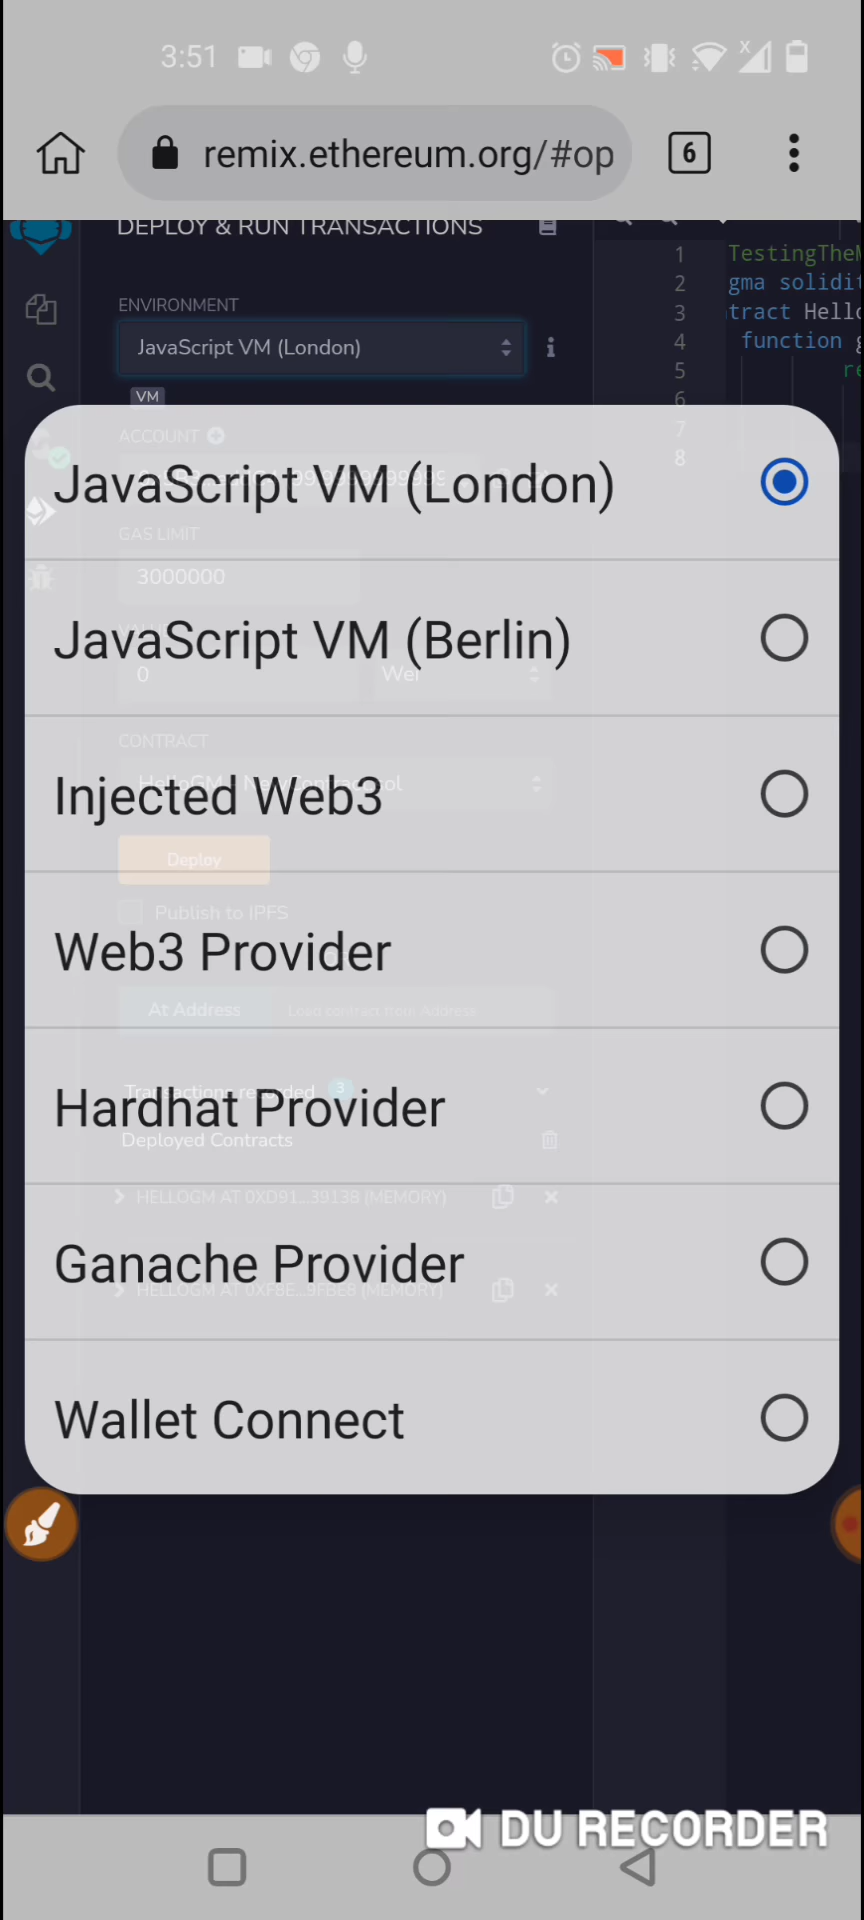 3:51
remix.ethereum.org/#op
6
DEPLOY & RUN TRANSACTIONS
ENVIRONMENT
JavaScript VM (London)
VM
ACCOUNT
GAS LIMIT
3000000
0
Wei
CONTRACT
Deploy
Publish to IPFS
At Address
Load contract from Address
Transactions recorded 3
Deployed Contracts
HELLOGM AT 0XD91...39138 (MEMORY)
HELLOGM AT 0XF8E...9FBE8 (MEMORY)
1
2
3
4
5
6
7
8
gma solidit
tract Hello
function g
re
JavaScript VM (London)
JavaScript VM (Berlin)
Injected Web3
Web3 Provider
Hardhat Provider
Ganache Provider
Wallet Connect
DU RECORDER